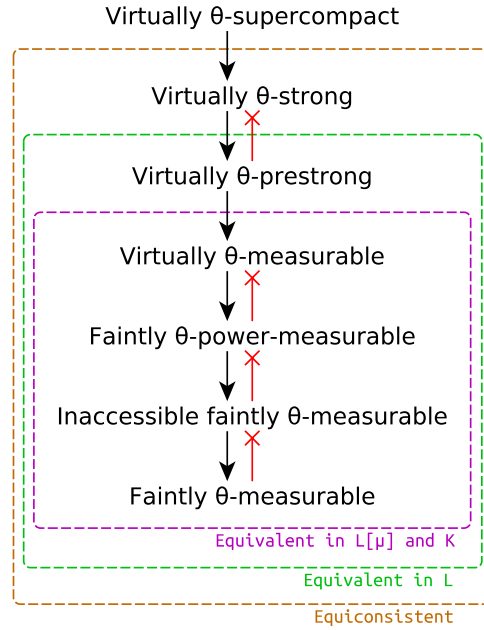 Virtually θ-supercompact
Virtually θ-strong
Virtually θ-prestrong
Virtually θ-measurable
Faintly θ-power-measurable
Inaccessible faintly θ-measurable
Faintly θ-measurable
Equivalent in L[μ] and K
Equivalent in L
Equiconsistent